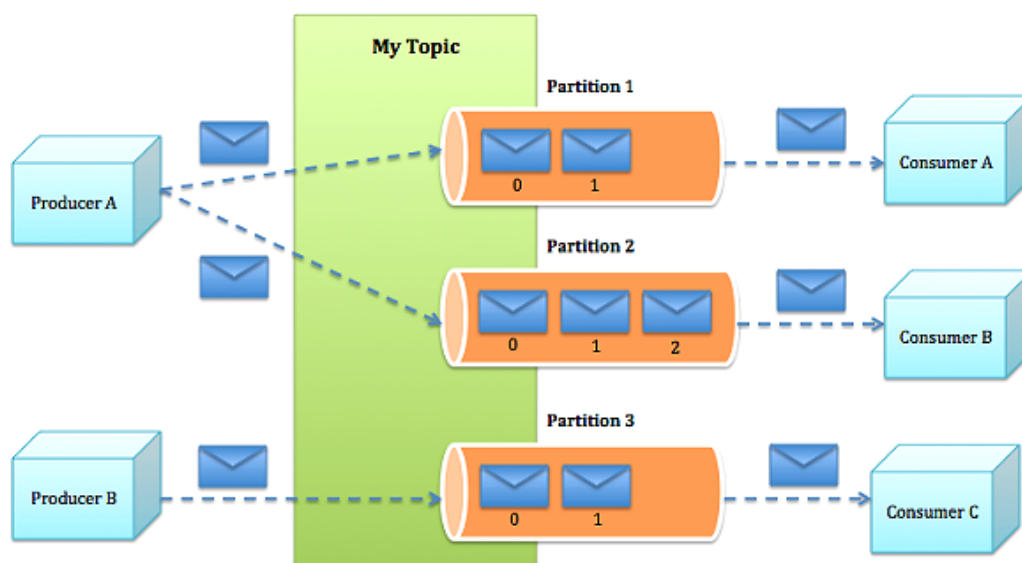 My Topic
Partition 1
Producer A
0
1
Consumer A
Partition 2
0
1
2
Consumer B
Partition 3
Producer B
0
1
Consumer C